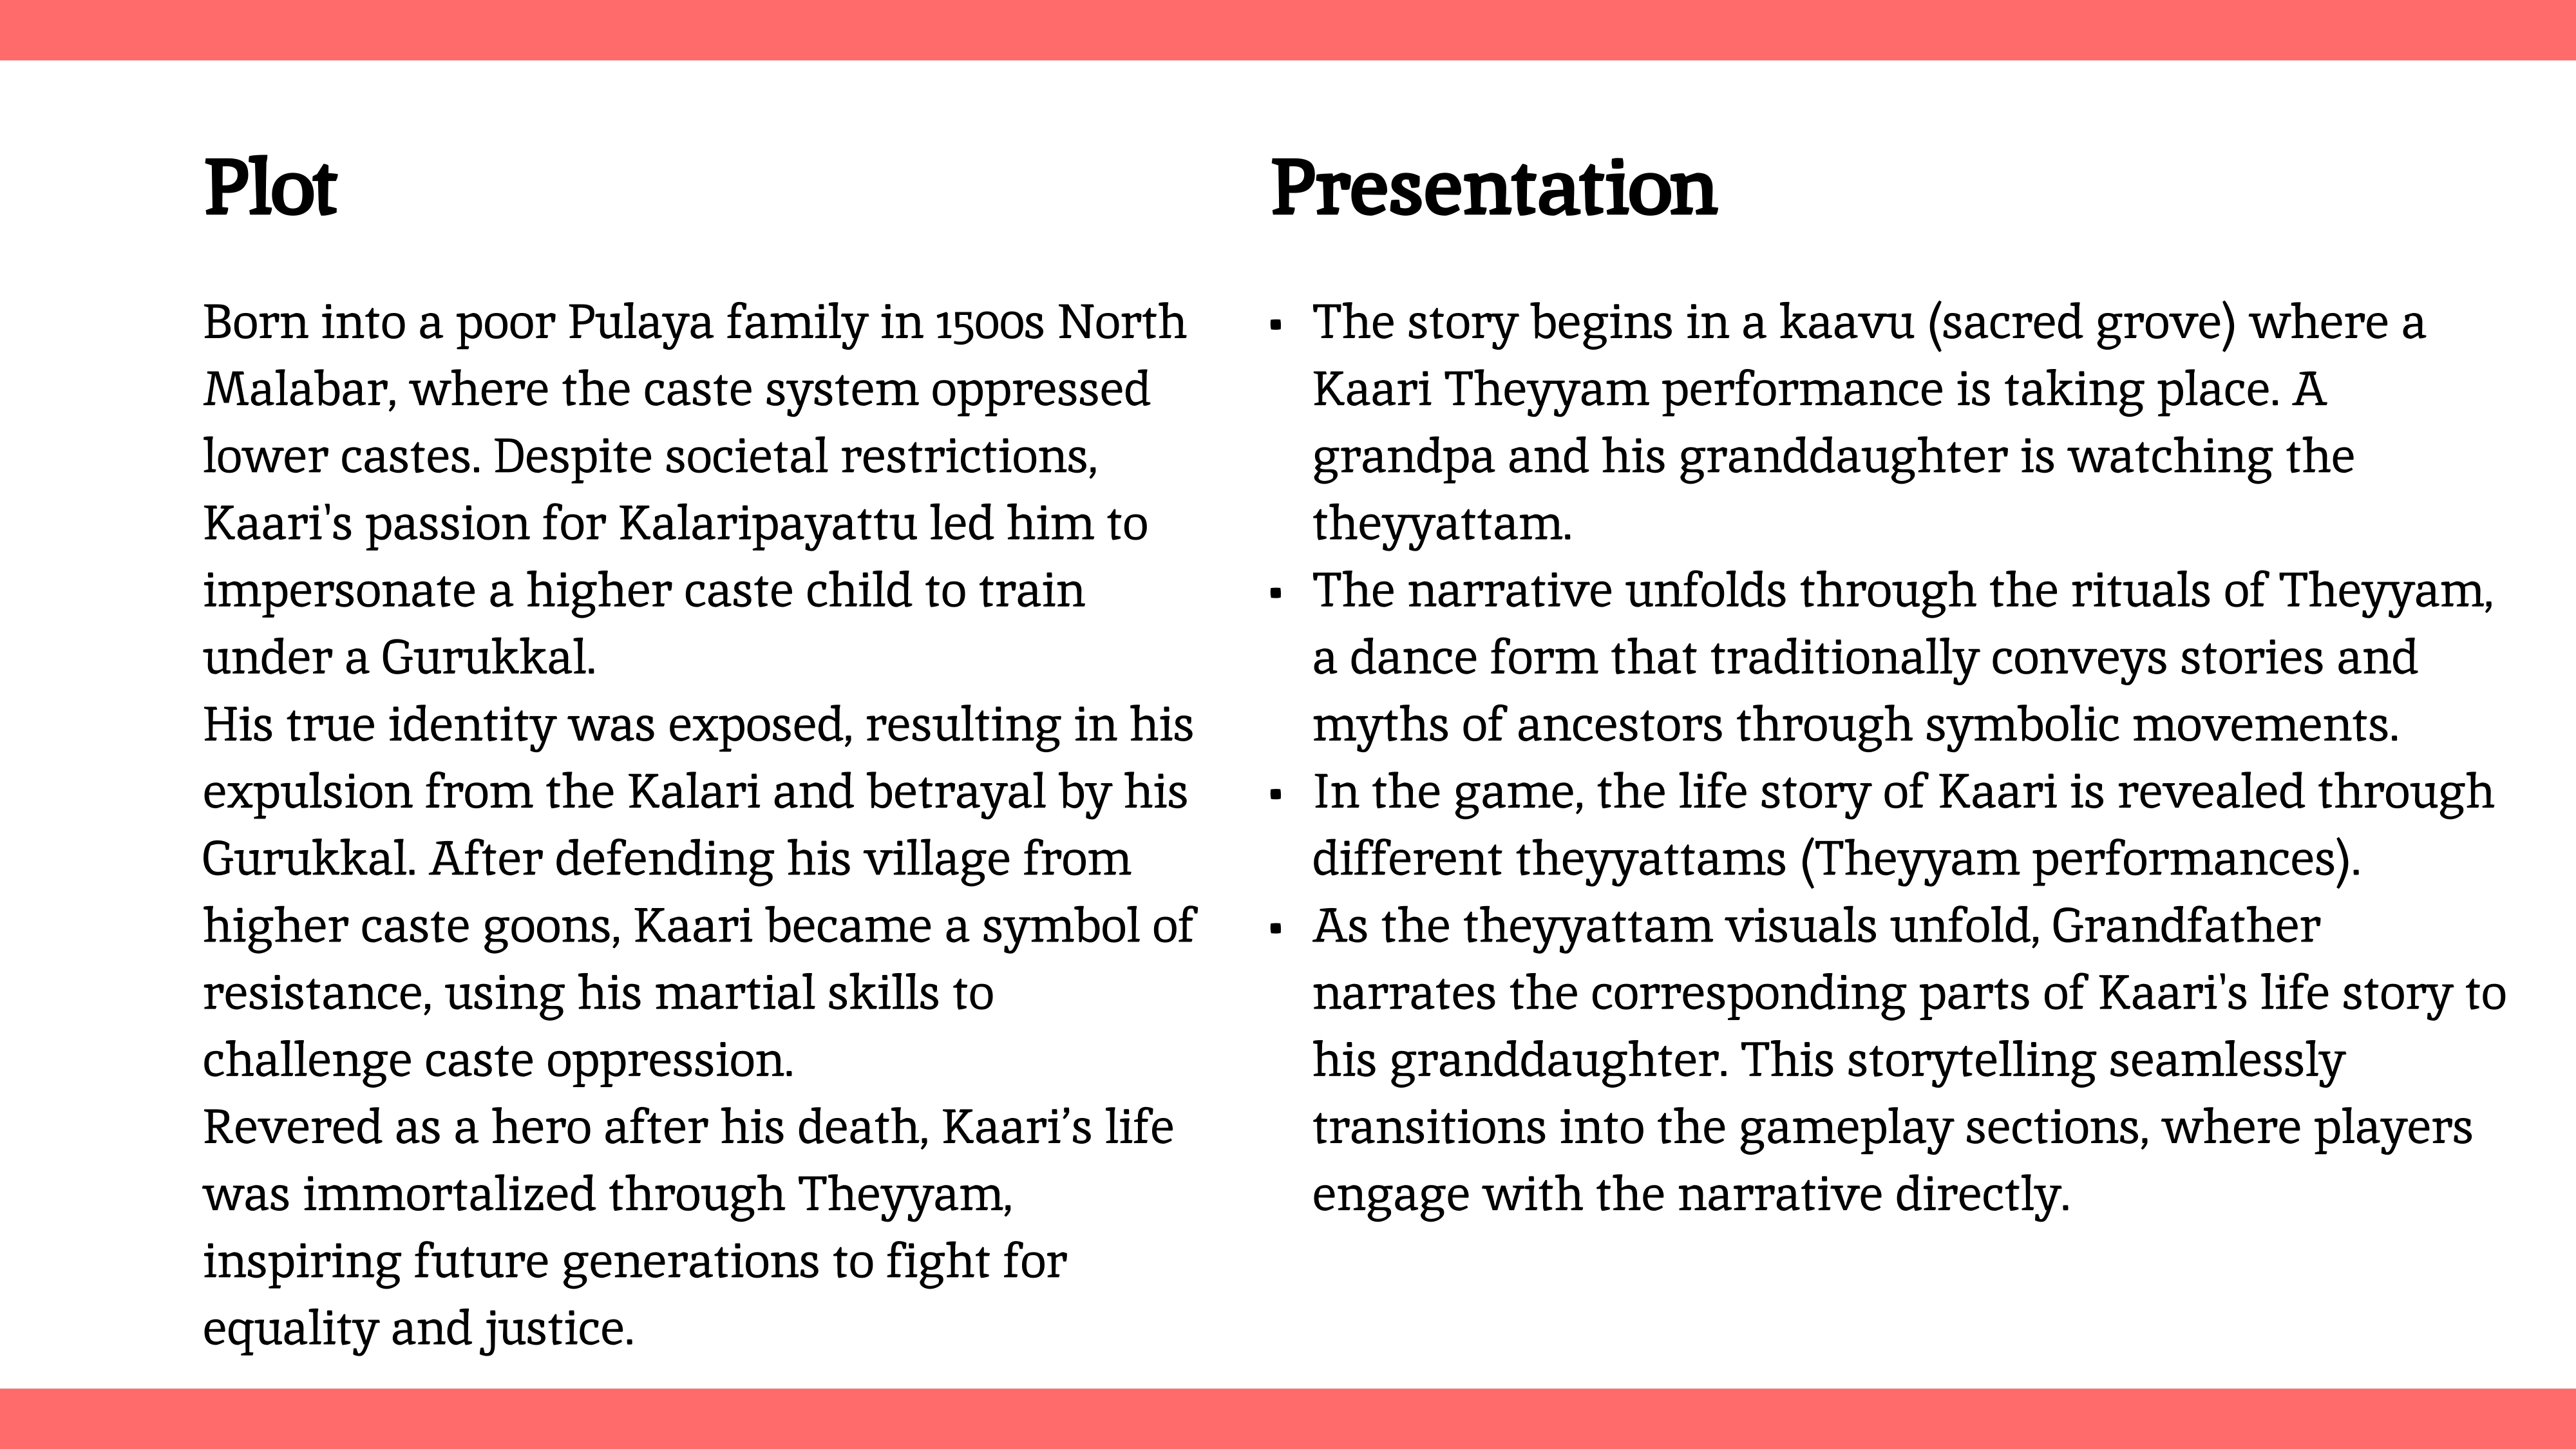 Plot
Born into a poor Pulaya family in 1500s North
Malabar, where the caste system oppressed
lower castes. Despite societal restrictions,
Kaari's passion for Kalaripayattu led him to
impersonate a higher caste child to train
under a Gurukkal.
His true identity was exposed, resulting in his
expulsion from the Kalari and betrayal by his
Gurukkal. After defending his village from
higher caste goons, Kaari became a symbol of
resistance, using his martial skills to
challenge caste oppression.
Revered as a hero after his death, Kaari’s life
was immortalized through Theyyam,
inspiring future generations to fight for
equality and justice.
Presentation
▪ The story begins in a kaavu (sacred grove) where a
Kaari Theyyam performance is taking place. A
grandpa and his granddaughter is watching the
theyyattam.
▪ The narrative unfolds through the rituals of Theyyam,
a dance form that traditionally conveys stories and
myths of ancestors through symbolic movements.
▪ In the game, the life story of Kaari is revealed through
different theyyattams (Theyyam performances).
▪ As the theyyattam visuals unfold, Grandfather
narrates the corresponding parts of Kaari's life story to
his granddaughter. This storytelling seamlessly
transitions into the gameplay sections, where players
engage with the narrative directly.